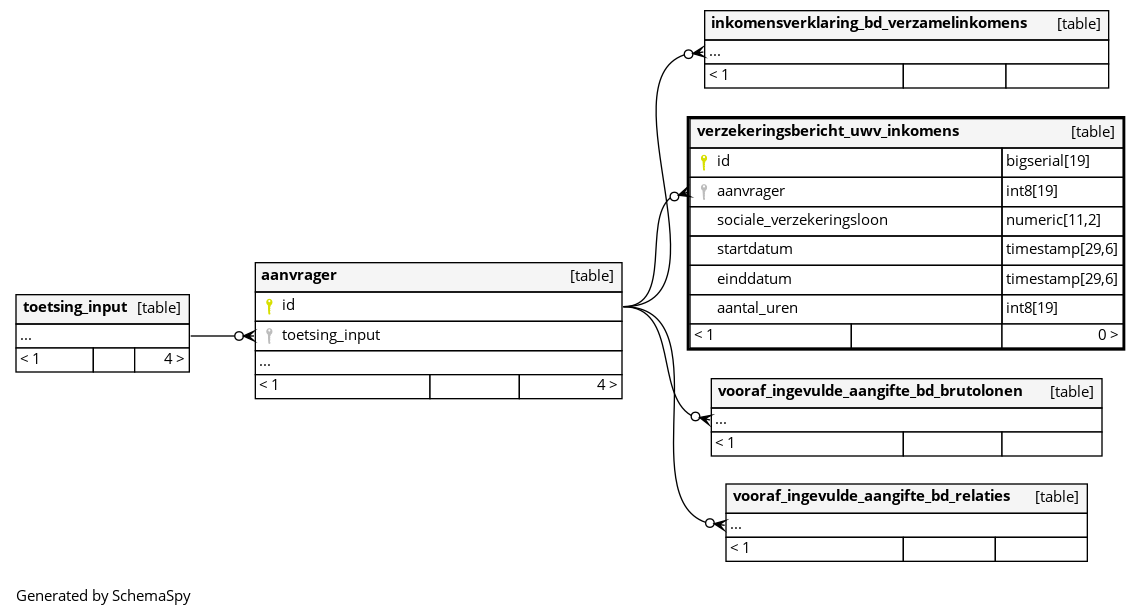 inkomensverklaring_bd_verzamelinkomens [table]
...
< 1
verzekeringsbericht_uwv_inkomens [table]
id bigserial[19]
aanvrager int8[19]
sociale_verzekeringsloon numeric[11,2]
startdatum timestamp[29,6]
einddatum timestamp[29,6]
aantal_uren int8[19]
< 1 0 >
aanvrager [table]
id
toetsing_input
...
< 1 4 >
toetsing_input [table]
...
< 1 4 >
vooraf_ingevulde_aangifte_bd_brutolonen [table]
...
< 1
vooraf_ingevulde_aangifte_bd_relaties [table]
...
< 1
Generated by SchemaSpy